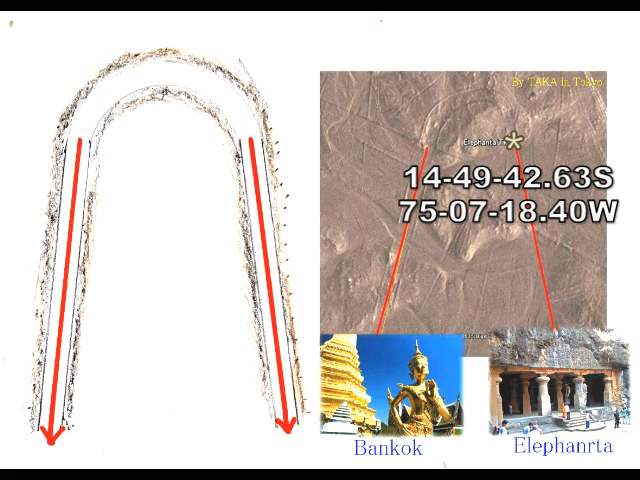 By TAKA in Tokyo
Elephanta
14-49-42.63S
75-07-18.40W
Bankok
Elephanrta